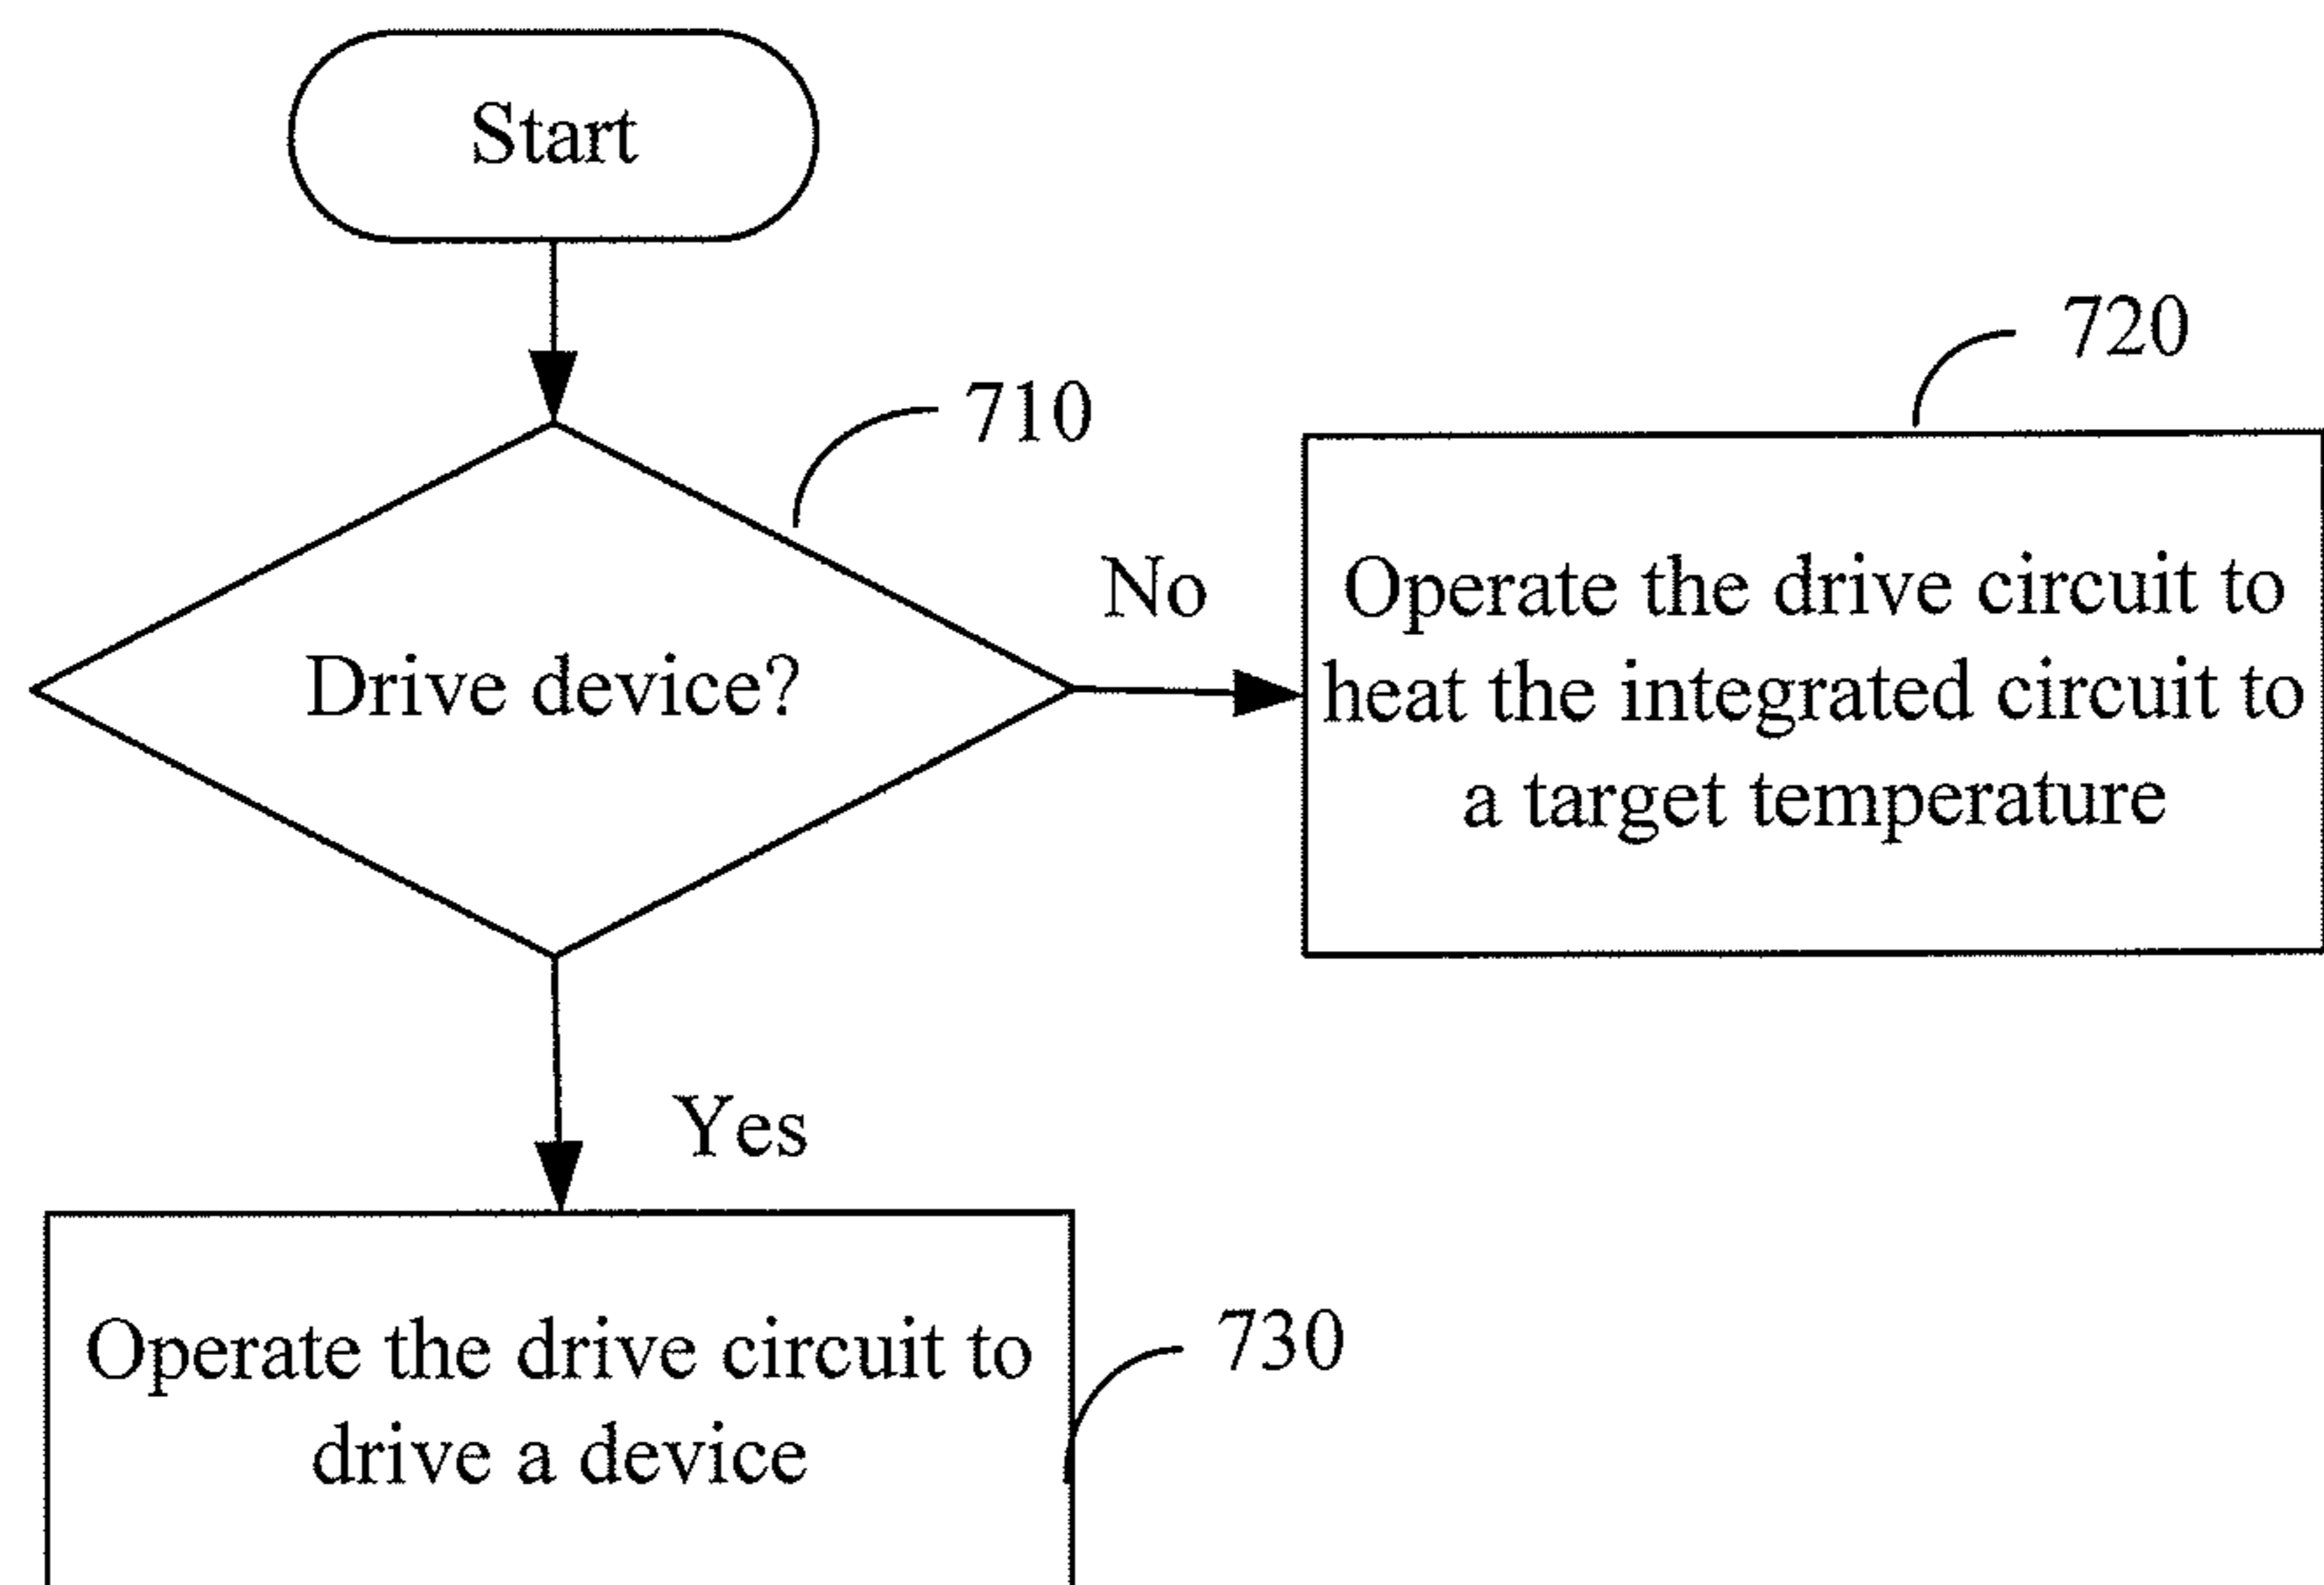 Start
710
720
Drive device?
No
Operate the drive circuit to
heat the integrated circuit to
a target temperature
Yes
Operate the drive circuit to
drive a device
730